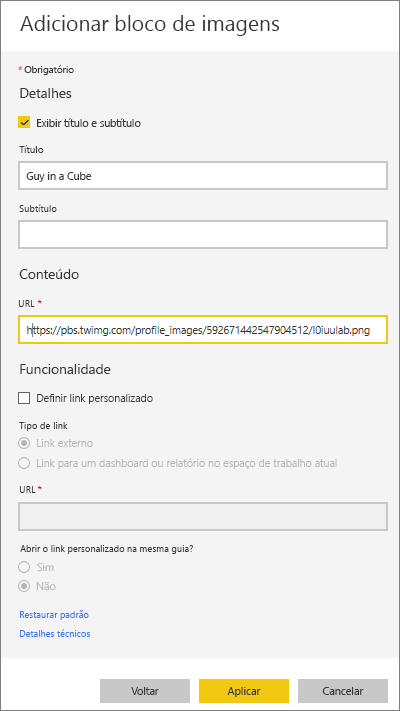 Adicionar bloco de imagens
* Obrigatório
Detalhes
Exibir título e subtítulo
Título
Guy in a Cube
Subtítulo
Conteúdo
URL *
https://pbs.twimg.com/profile_images/592671442547904512/I0iuulab.png
Funcionalidade
Definir link personalizado
Tipo de link
Link externo
Link para um dashboard ou relatório no espaço de trabalho atual
URL *
Abrir o link personalizado na mesma guia?
Sim
Não
Restaurar padrão
Detalhes técnicos
Voltar
Aplicar
Cancelar